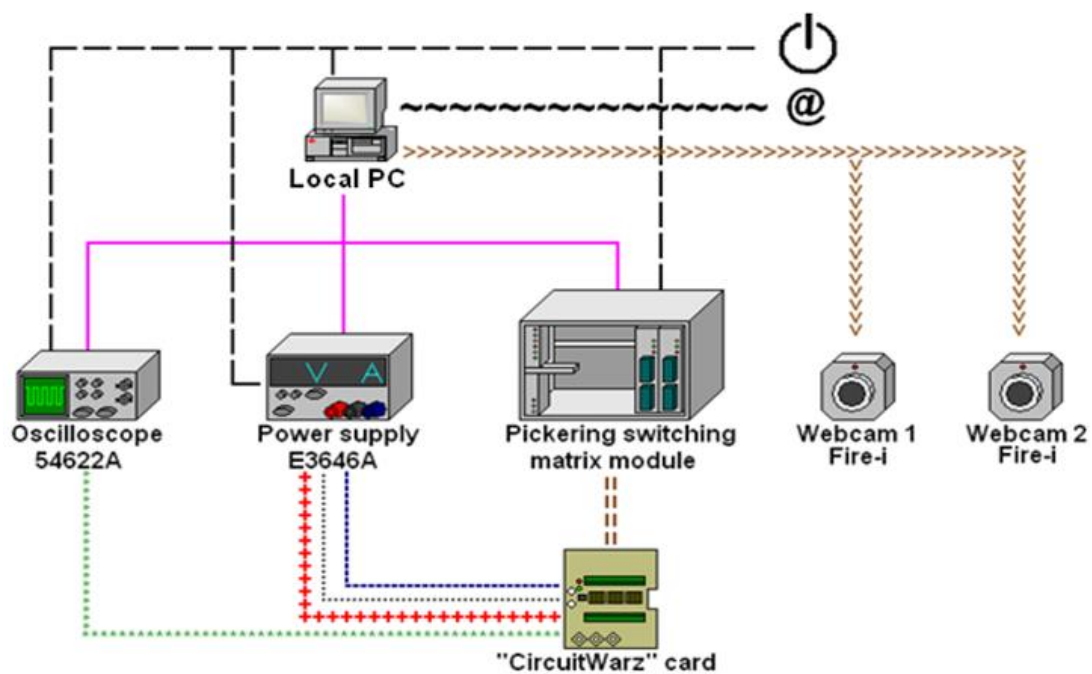 @
Local PC
V A
Oscilloscope
54622A
Power supply
E3646A
Pickering switching
matrix module
Webcam 1
Fire-i
Webcam 2
Fire-i
"CircuitWarz" card